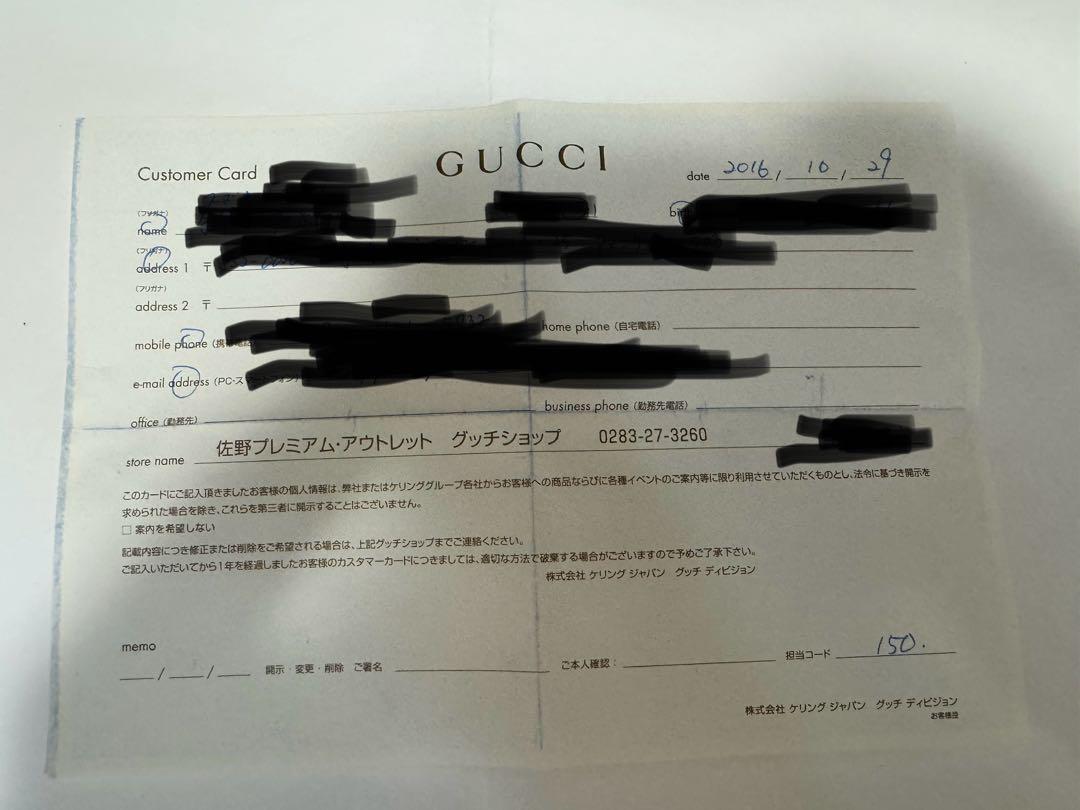 GUCCI
Customer Card
date 2016, 10, 29
(フリガナ)
name
(フリガナ)
address 1 〒
(フリガナ)
address 2 〒
mobile phone (携帯電話) home phone (自宅電話)
e-mail address (PC・スマートフォン)
office (勤務先) business phone (勤務先電話)
store name 佐野プレミアム・アウトレット グッチショップ 0283-27-3260
このカードにご記入頂きましたお客様の個人情報は、弊社またはケリンググループ各社からお客様への商品ならびに各種イベントのご案内等に限り利用させていただくものとし、法令に基づき開示を
求められた場合を除き、これらを第三者に開示することはございません。
□ 案内を希望しない
記載内容につき修正または削除をご希望される場合は、上記グッチショップまでご連絡ください。
ご記入いただいてから1年を経過しましたお客様のカスタマーカードにつきましては、適切な方法で破棄する場合がございますので予めご了承下さい。
株式会社 ケリング ジャパン グッチ ディビジョン
memo
/ / 開示・変更・削除 ご署名 ご本人確認: 担当コード 150.
株式会社 ケリング ジャパン グッチ ディビジョン
お客様控